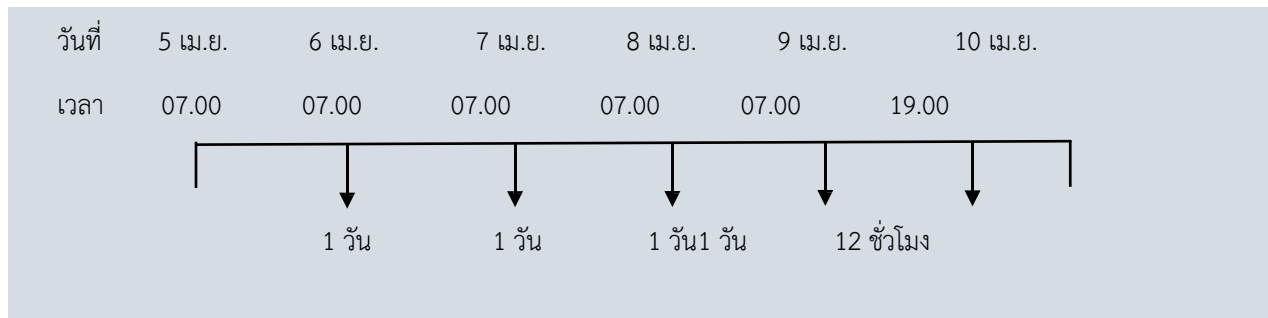 วันที่ 5 เม.ย. 6 เม.ย. 7 เม.ย. 8 เม.ย. 9 เม.ย. 10 เม.ย.
เวลา 07.00 07.00 07.00 07.00 07.00 19.00
1 วัน 1 วัน 1 วัน1 วัน 12 ชั่วโมง